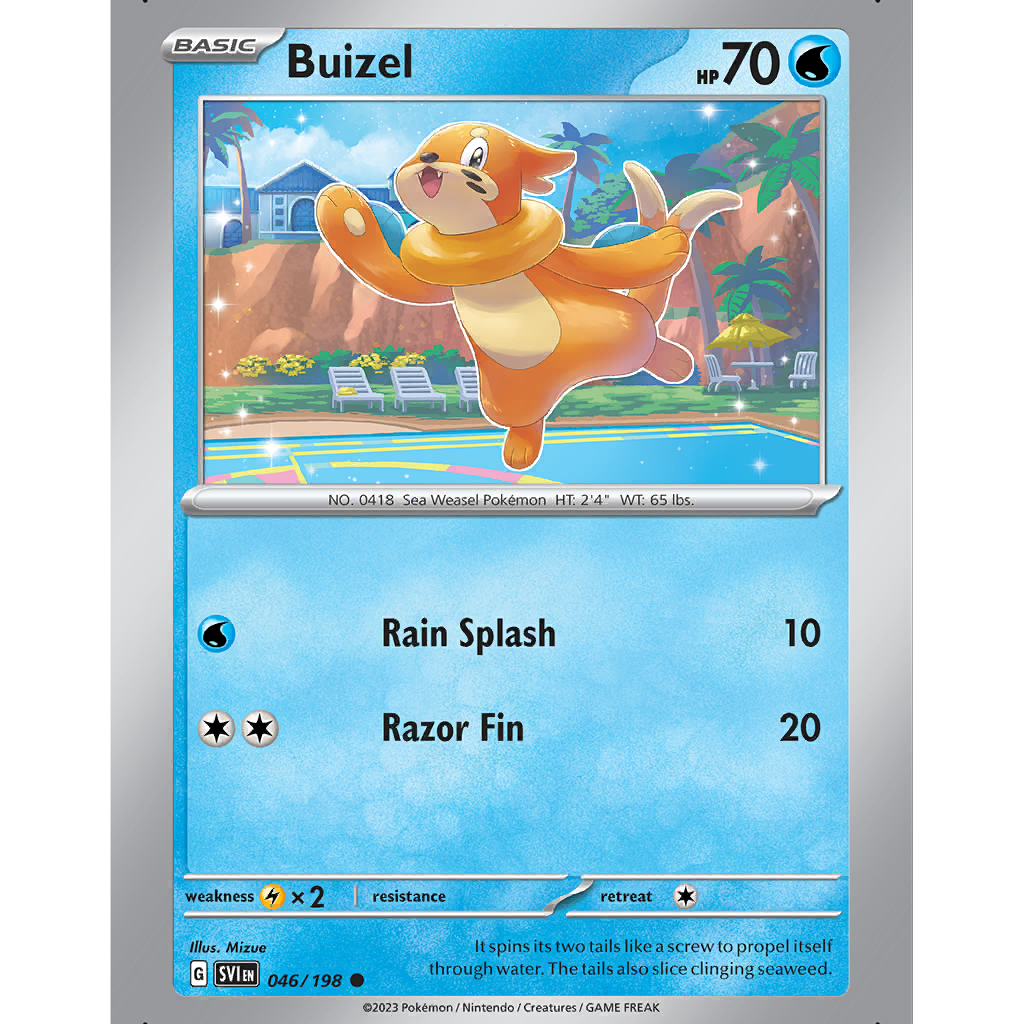 BASIC Buizel HP 70
NO. 0418 Sea Weasel Pokémon HT: 2'4" WT: 65 lbs.
Rain Splash 10
Razor Fin 20
weakness ×2 resistance retreat
Illus. Mizue
It spins its two tails like a screw to propel itself
through water. The tails also slice clinging seaweed.
G SVI EN 046/198
©2023 Pokémon / Nintendo / Creatures / GAME FREAK